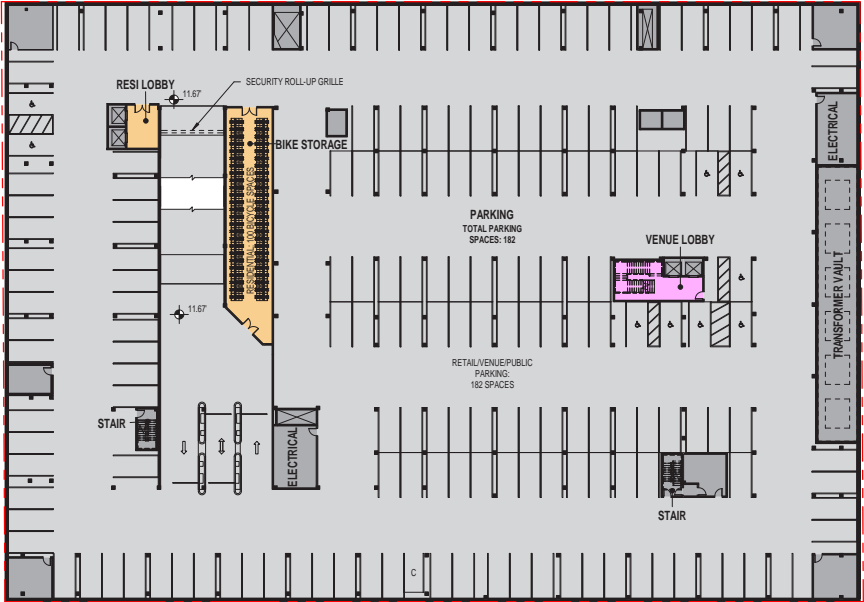 RESI LOBBY
11.67'
SECURITY ROLL-UP GRILLE
BIKE STORAGE
RESIDENTIAL: 100 BICYCLE SPACES
PARKING
TOTAL PARKING
SPACES: 182
VENUE LOBBY
ELECTRICAL
TRANSFORMER VAULT
11.67'
RETAIL/VENUE/PUBLIC
PARKING:
182 SPACES
STAIR
ELECTRICAL
STAIR
C